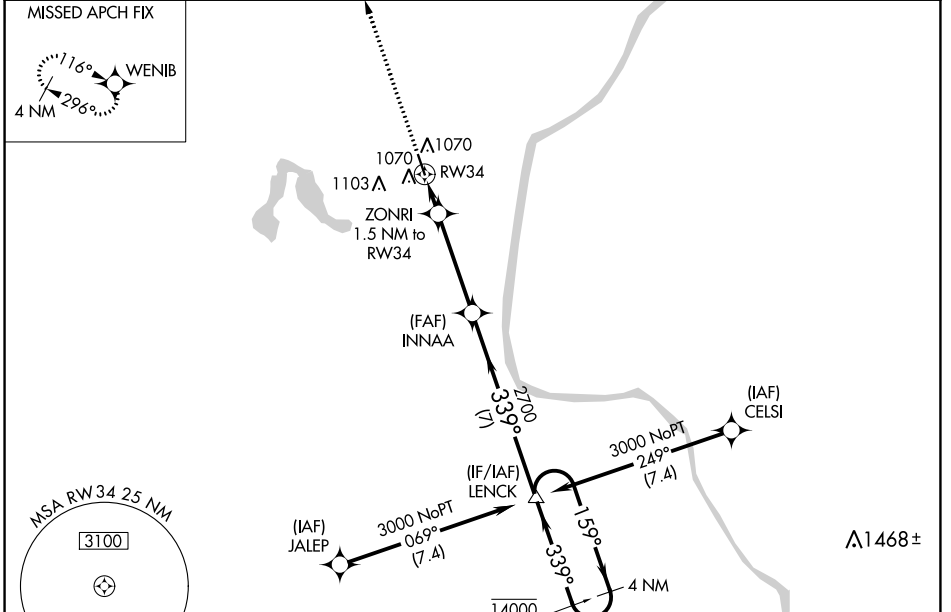 MISSED APCH FIX
116°
WENIB
4 NM
296°
1070
1070
RW34
1103
ZONRI
1.5 NM to
RW34
(FAF)
INNAA
2700
339°
(7)
(IAF)
CELSI
3000 NoPT
249°
(7.4)
(IF/IAF)
LENCK
MSA RW34 25 NM
3100
(IAF)
JALEP
3000 NoPT
069°
(7.4)
159°
339°
1468±
4 NM
14000